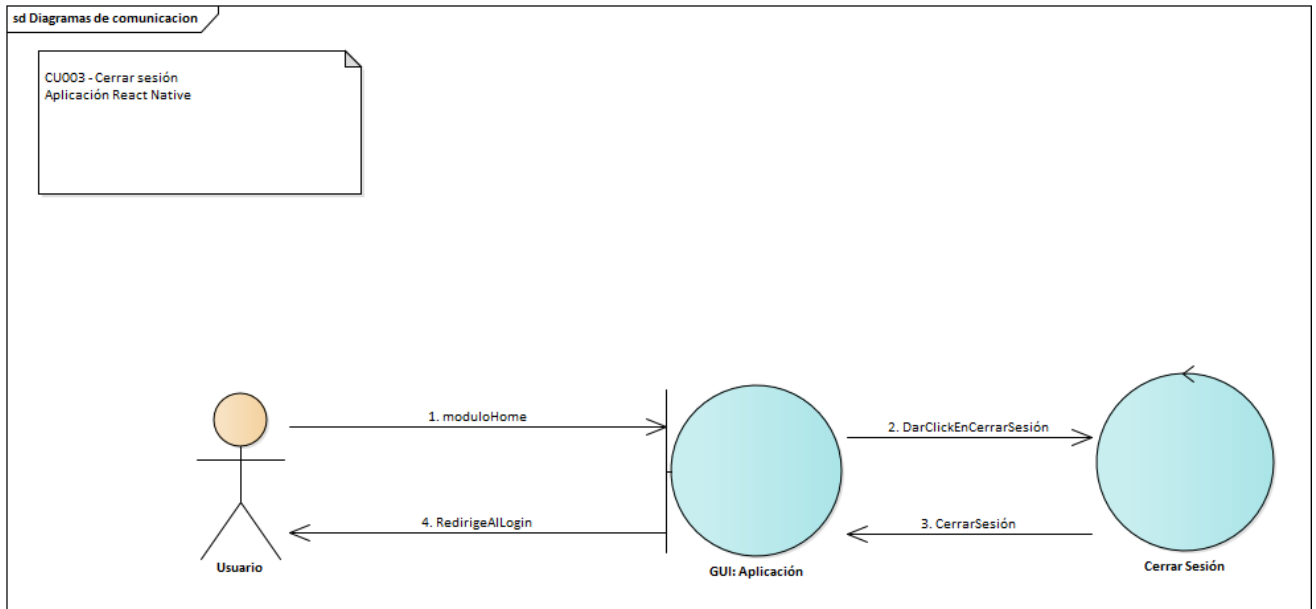 sd Diagramas de comunicacion
CU003 - Cerrar sesión
Aplicación React Native
1. moduloHome
2. DarClickEnCerrarSesión
4. RedirigeAlLogin
3. CerrarSesión
Usuario
GUI: Aplicación
Cerrar Sesión